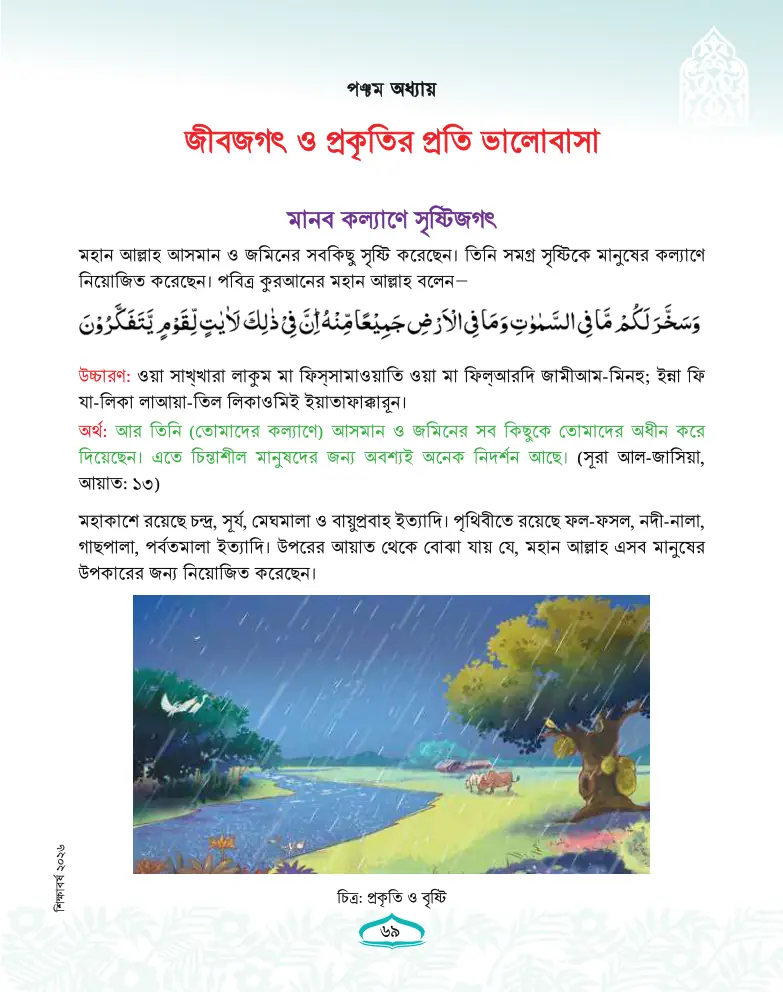 পঞ্চম অধ্যায়
জীবজগৎ ও প্রকৃতির প্রতি ভালোবাসা
মানব কল্যাণে সৃষ্টিজগৎ
মহান আল্লাহ আসমান ও জমিনের সবকিছু সৃষ্টি করেছেন। তিনি সমগ্র সৃষ্টিকে মানুষের কল্যাণে
নিয়োজিত করেছেন। পবিত্র কুরআনের মহান আল্লাহ বলেন–
وَسَخَّرَ لَكُمْ مَّا فِى السَّمٰوٰتِ وَمَا فِى الْاَرْضِ جَمِيْعًا مِّنْهُ اِنَّ فِىْ ذٰلِكَ لَاٰيٰتٍ لِّقَوْمٍ يَّتَفَكَّرُوْنَ
উচ্চারণ: ওয়া সাখ্খারা লাকুম মা ফিস্সামাওয়াতি ওয়া মা ফিল্আরদি জামীআম-মিনহু; ইন্না ফি
যা-লিকা লাআয়া-তিল লিকাওমিই ইয়াতাফাক্কারূন।
অর্থ: আর তিনি (তোমাদের কল্যাণে) আসমান ও জমিনের সব কিছুকে তোমাদের অধীন করে
দিয়েছেন। এতে চিন্তাশীল মানুষদের জন্য অবশ্যই অনেক নিদর্শন আছে। (সূরা আল-জাসিয়া,
আয়াত: ১৩)
মহাকাশে রয়েছে চন্দ্র, সূর্য, মেঘমালা ও বায়ুপ্রবাহ ইত্যাদি। পৃথিবীতে রয়েছে ফল-ফসল, নদী-নালা,
গাছপালা, পর্বতমালা ইত্যাদি। উপরের আয়াত থেকে বোঝা যায় যে, মহান আল্লাহ এসব মানুষের
উপকারের জন্য নিয়োজিত করেছেন।
চিত্র: প্রকৃতি ও বৃষ্টি
শিক্ষাবর্ষ ২০২৬
৬৯